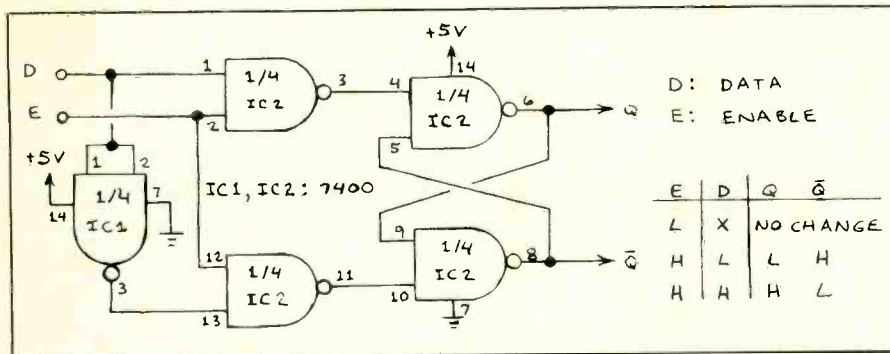 +5V
14
D
1
1/4
IC2
3
4
1/4
IC2
6
Q
E
2
5
+5V
1
2
14
1/4
IC1
7
3
IC1, IC2: 7400
12
1/4
IC2
11
13
9
1/4
IC2
8
10
7
Q̅
D: DATA
E: ENABLE
E D Q Q̅
L X NO CHANGE
H L L H
H H H L